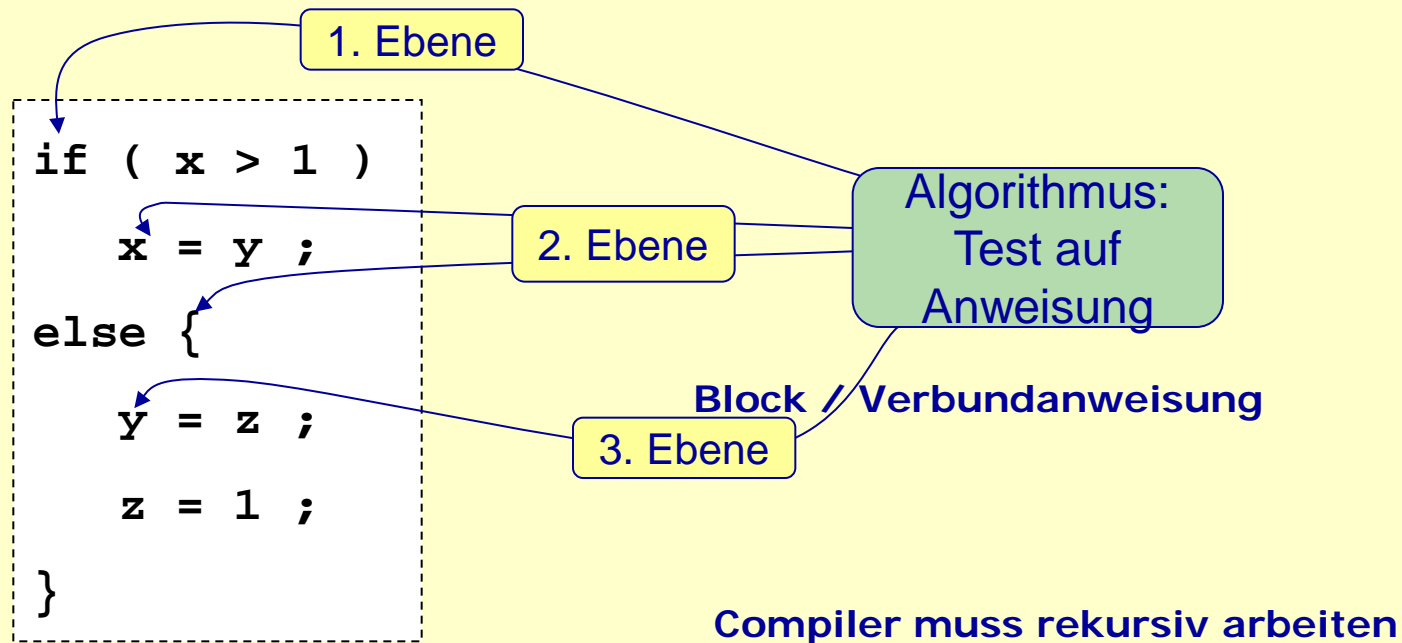 1. Ebene
if ( x > 1 )
x = y ;
else {
y = z ;
z = 1 ;
}
2. Ebene
Algorithmus:
Test auf
Anweisung
Block / Verbundanweisung
3. Ebene
Compiler muss rekursiv arbeiten